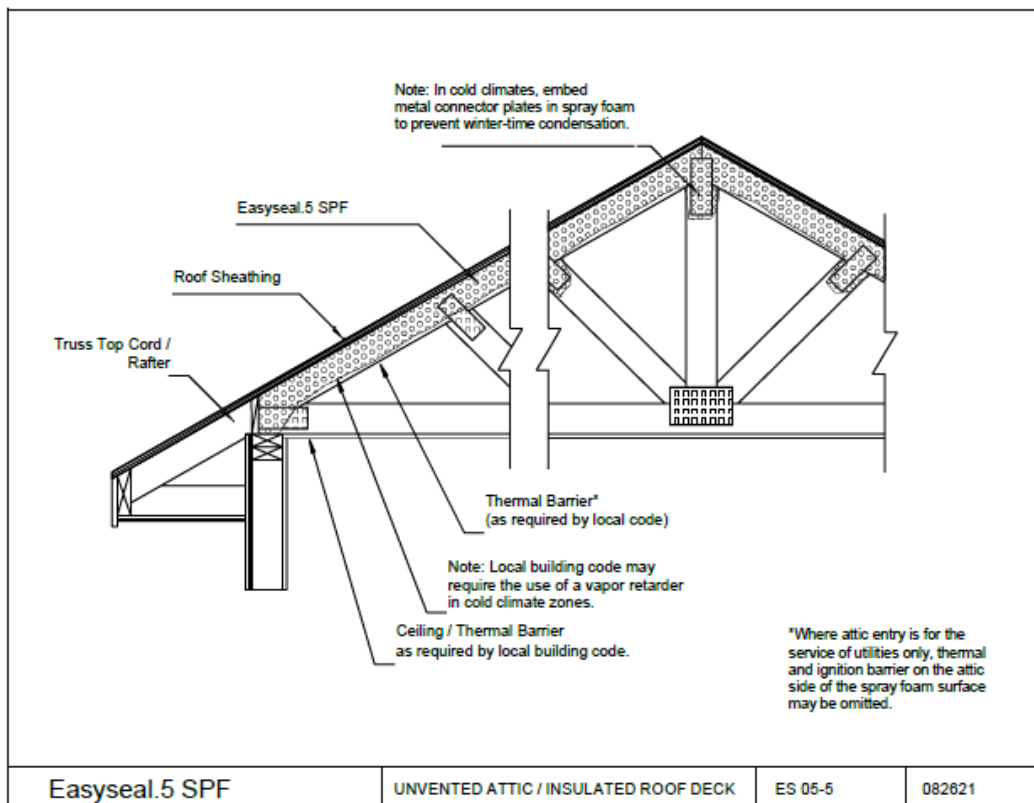 Note: In cold climates, embed
metal connector plates in spray foam
to prevent winter-time condensation.
Easyseal.5 SPF
Roof Sheathing
Truss Top Cord /
Rafter
Thermal Barrier*
(as required by local code)
Note: Local building code may
require the use of a vapor retarder
in cold climate zones.
Ceiling / Thermal Barrier
as required by local building code.
*Where attic entry is for the
service of utilities only, thermal
and ignition barrier on the attic
side of the spray foam surface
may be omitted.
Easyseal.5 SPF
UNVENTED ATTIC / INSULATED ROOF DECK
ES 05-5
082621